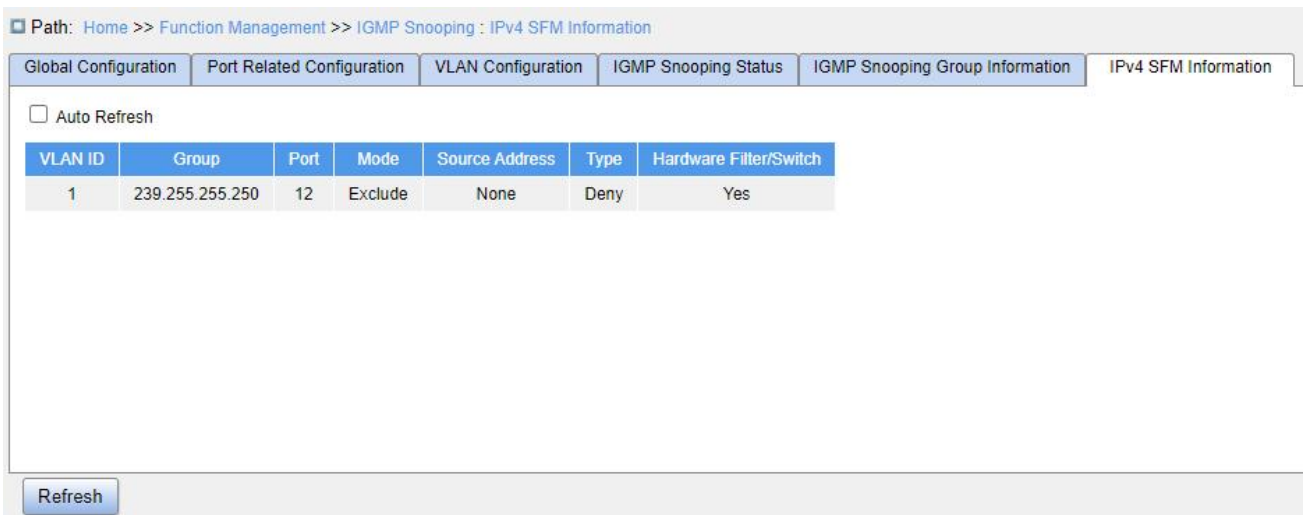 Path: Home >> Function Management >> IGMP Snooping : IPv4 SFM Information
Global Configuration Port Related Configuration VLAN Configuration IGMP Snooping Status IGMP Snooping Group Information IPv4 SFM Information
Auto Refresh
VLAN ID Group Port Mode Source Address Type Hardware Filter/Switch
1 239.255.255.250 12 Exclude None Deny Yes
Refresh